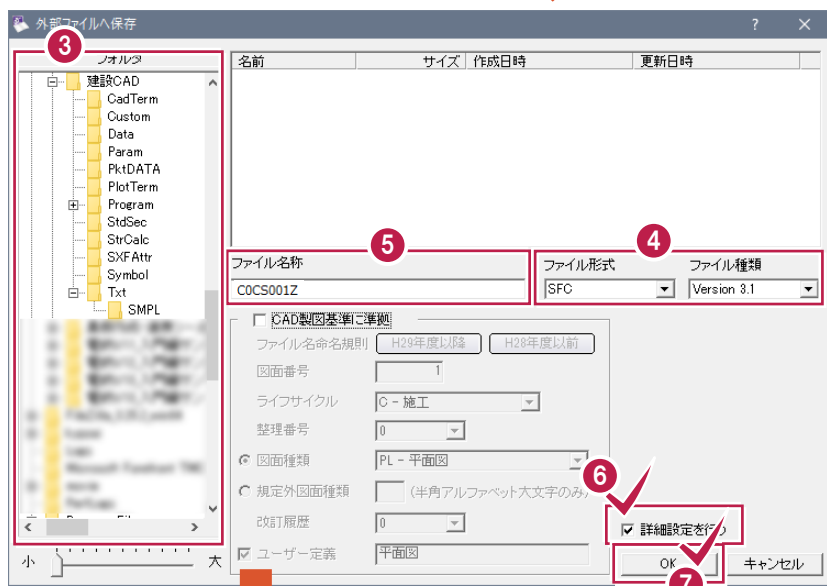 外部ファイルへ保存
? ×
3
フォルダ
建設CAD
CadTerm
Custom
Data
Param
PktDATA
PlotTerm
Program
StdSec
StrCalc
SXFAttr
Symbol
Txt
SMPL
小 大
名前 サイズ 作成日時 更新日時
5
ファイル名称
C0CS001Z
4
ファイル形式 ファイル種類
SFC Version 3.1
CAD製図基準に準拠
ファイル名命名規則 H29年度以降 H28年度以前
図面番号 1
ライフサイクル C - 施工
整理番号 0
図面種類 PL - 平面図
規定外図面種類 (半角アルファベット大文字のみ)
改訂履歴 0
ユーザー定義 平面図
6
詳細設定を行う
OK キャンセル
7